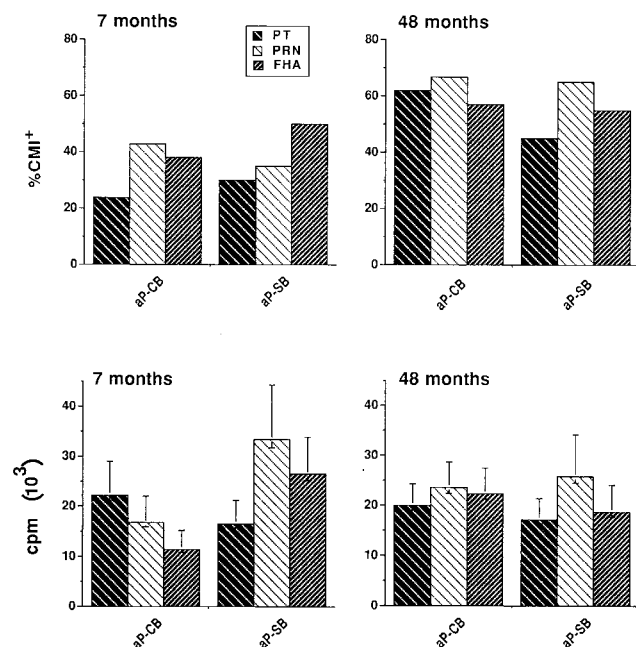 7 months
48 months
PT
PRN
FHA
%CMI+
80
60
40
20
0
80
60
40
20
0
aP-CB
aP-SB
aP-CB
aP-SB
7 months
48 months
cpm (10³)
40
30
20
10
0
40
30
20
10
0
aP-CB
aP-SB
aP-CB
aP-SB